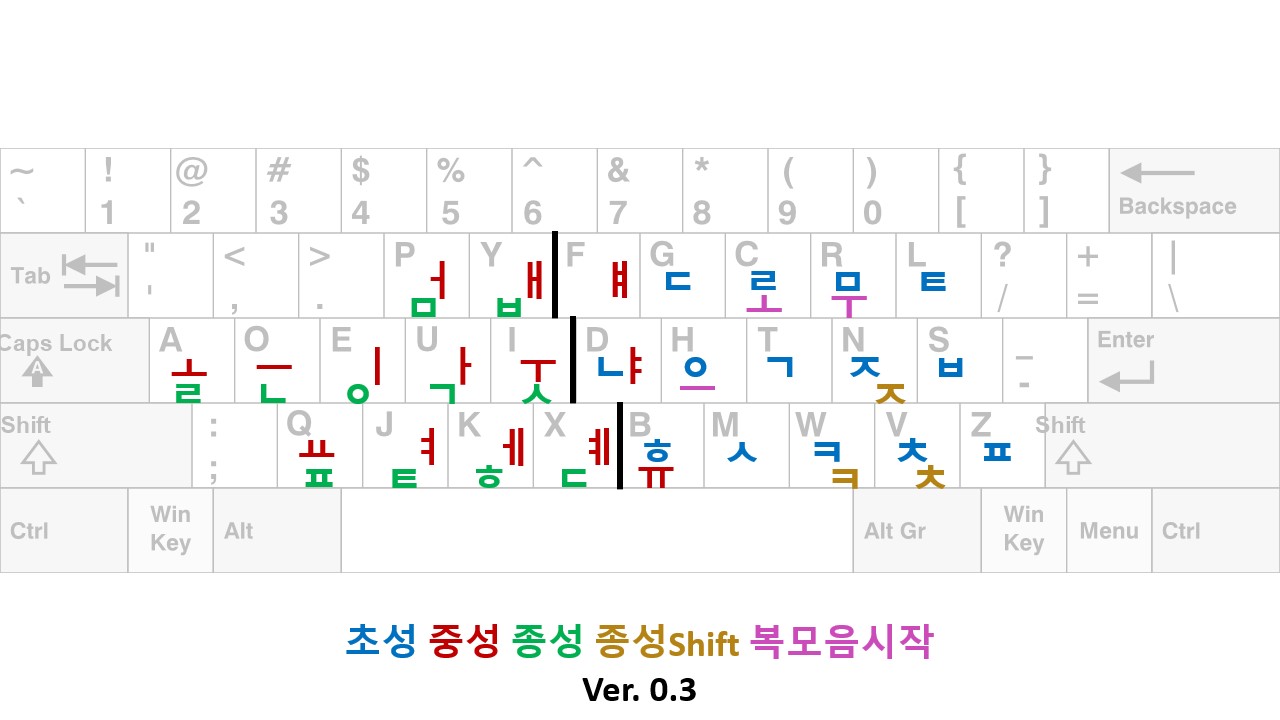 ~ ! @ # $ % ^ & * ( ) { }
` 1 2 3 4 5 6 7 8 9 0 [ ] Backspace
Tab " < > P Y F G C R L ? + |
' , . ㅓ ㅁ ㅐ ㅂ ㅒ ㄷ ㄹ ㅗ ㅁ ㅜ ㅌ / = \
Caps Lock A O E U I D H T N S _ Enter
A ㅗ ㄹ ㅡ ㄴ ㅣ ㅇ ㅏ ㄱ ㅜ ㅅ ㄴ ㅑ ㅇ ㅡ ㄱ ㅈ ㅈ ㅂ -
Shift : Q J K X B M W V Z Shift
; ㅛ ㅍ ㅕ ㅌ ㅔ ㅎ ㅖ ㄷ ㅎ ㅠ ㅅ ㅋ ㅋ ㅊ ㅊ ㅍ
Ctrl Win Key Alt Alt Gr Win Key Menu Ctrl
초성 중성 종성 종성Shift 복모음시작
Ver. 0.3